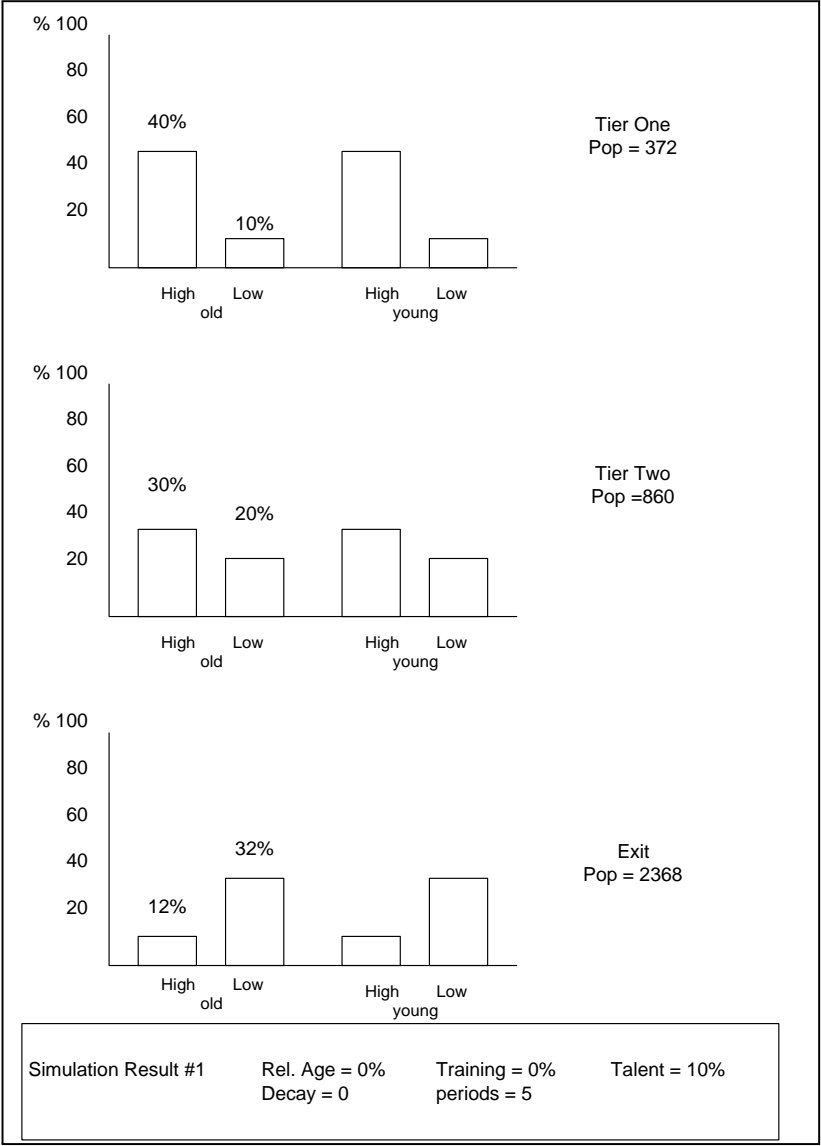 % 100
80
60
40
20
40%
10%
High Low High Low
old young
Tier One
Pop = 372
% 100
80
60
40
20
30%
20%
High Low High Low
old young
Tier Two
Pop =860
% 100
80
60
40
20
12%
32%
High Low High Low
old young
Exit
Pop = 2368
Simulation Result #1 Rel. Age = 0% Training = 0% Talent = 10%
Decay = 0 periods = 5